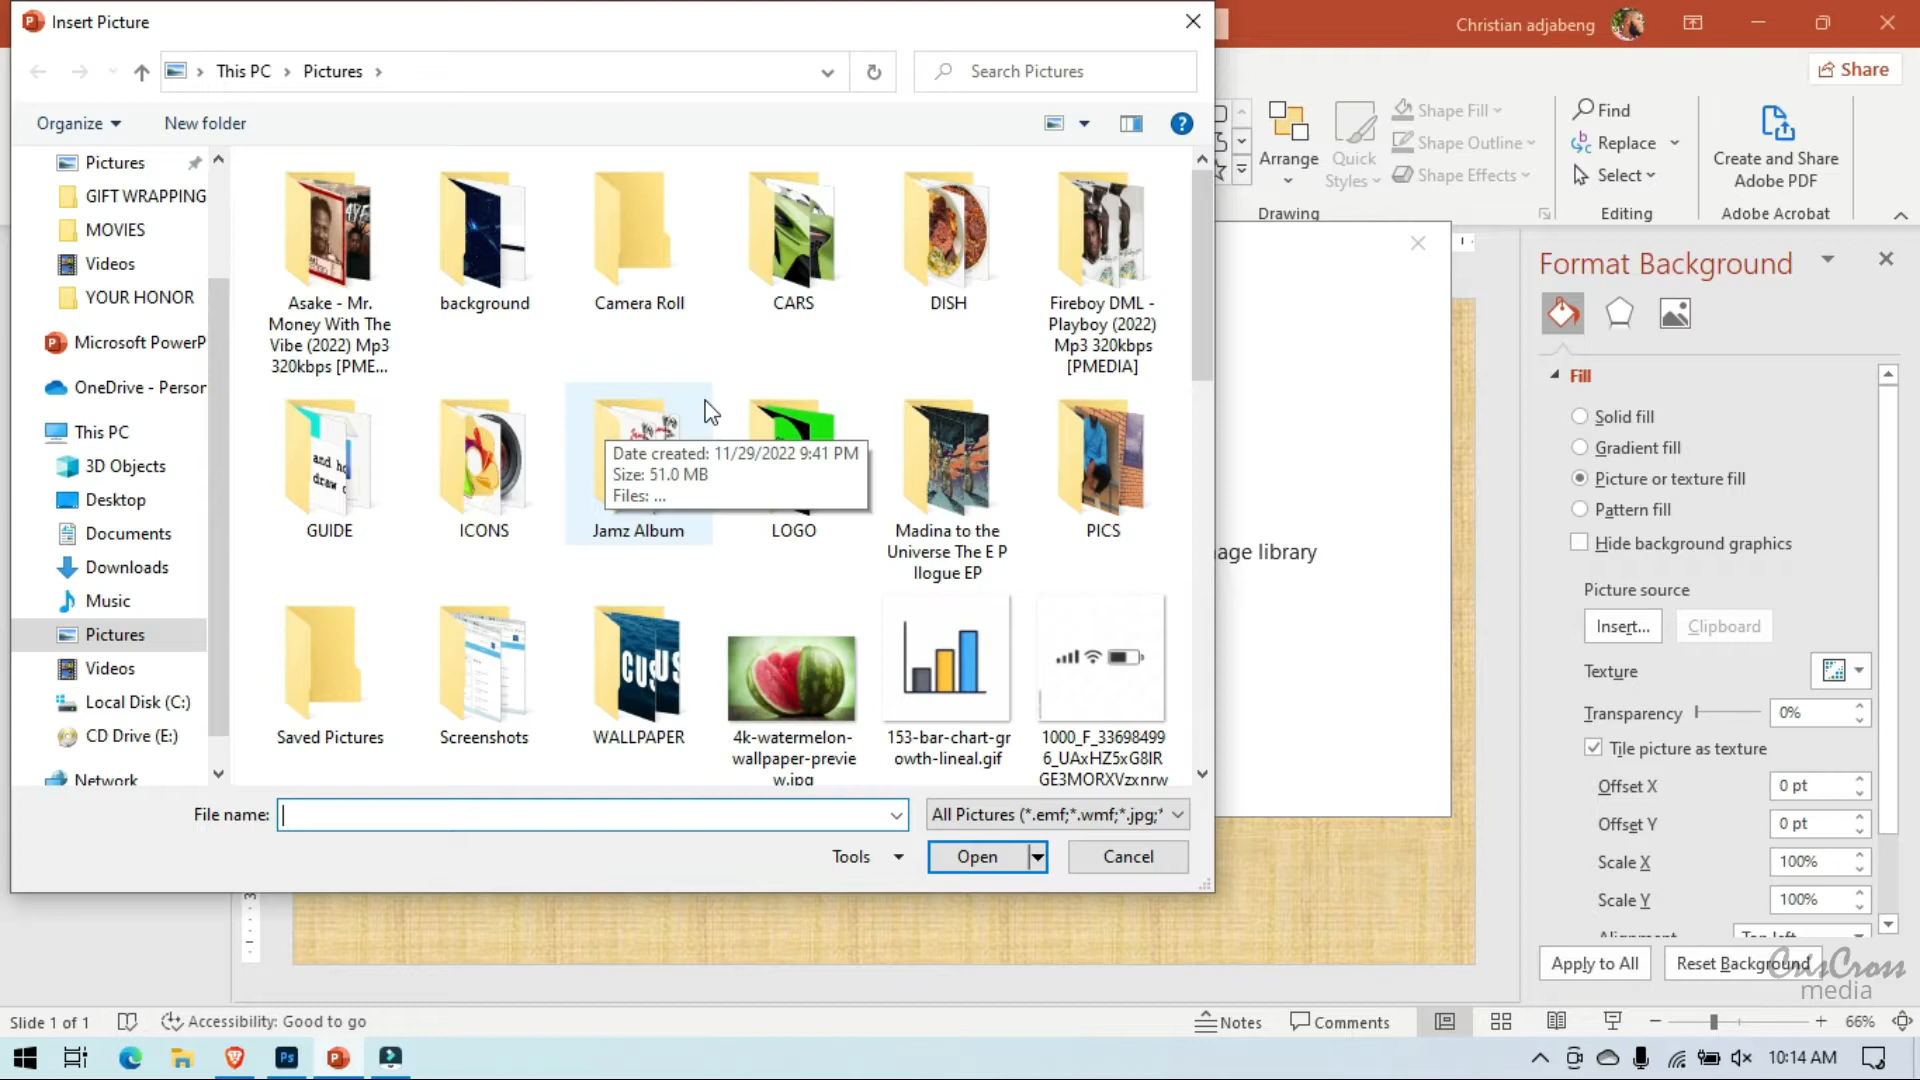 Insert Picture
Christian adjabeng
This PC
Pictures
Search Pictures
Share
Organize
New folder
Find
Replace
Select
Editing
Arrange
Quick
Styles
Shape Fill
Shape Outline
Shape Effects
Drawing
Create and Share
Adobe PDF
Adobe Acrobat
Pictures
GIFT WRAPPING
MOVIES
Videos
YOUR HONOR
Microsoft PowerP
OneDrive - Person
This PC
3D Objects
Desktop
Documents
Downloads
Music
Pictures
Videos
Local Disk (C:)
CD Drive (E:)
Network
Asake - Mr.
Money With The
Vibe (2022) Mp3
320kbps [PME...
background
Camera Roll
CARS
DISH
Fireboy DML -
Playboy (2022)
Mp3 320kbps
[PMEDIA]
GUIDE
ICONS
Jamz Album
Date created: 11/29/2022 9:41 PM
Size: 51.0 MB
Files: ...
LOGO
Madina to the
Universe The E P
llogue EP
PICS
Saved Pictures
Screenshots
WALLPAPER
4k-watermelon-
wallpaper-previe
w.jpg
153-bar-chart-gr
owth-lineal.gif
1000_F_33698499
6_UAxHZ5xG8IR
GE3MORXVzxnrw
File name:
All Pictures (*.emf;*.wmf;*.jpg;*
Tools
Open
Cancel
age library
Format Background
Fill
Solid fill
Gradient fill
Picture or texture fill
Pattern fill
Hide background graphics
Picture source
Insert...
Clipboard
Texture
Transparency
0%
Tile picture as texture
Offset X
0 pt
Offset Y
0 pt
Scale X
100%
Scale Y
100%
Apply to All
Reset Background
CrisCross
media
Slide 1 of 1
Accessibility: Good to go
Notes
Comments
66%
10:14 AM